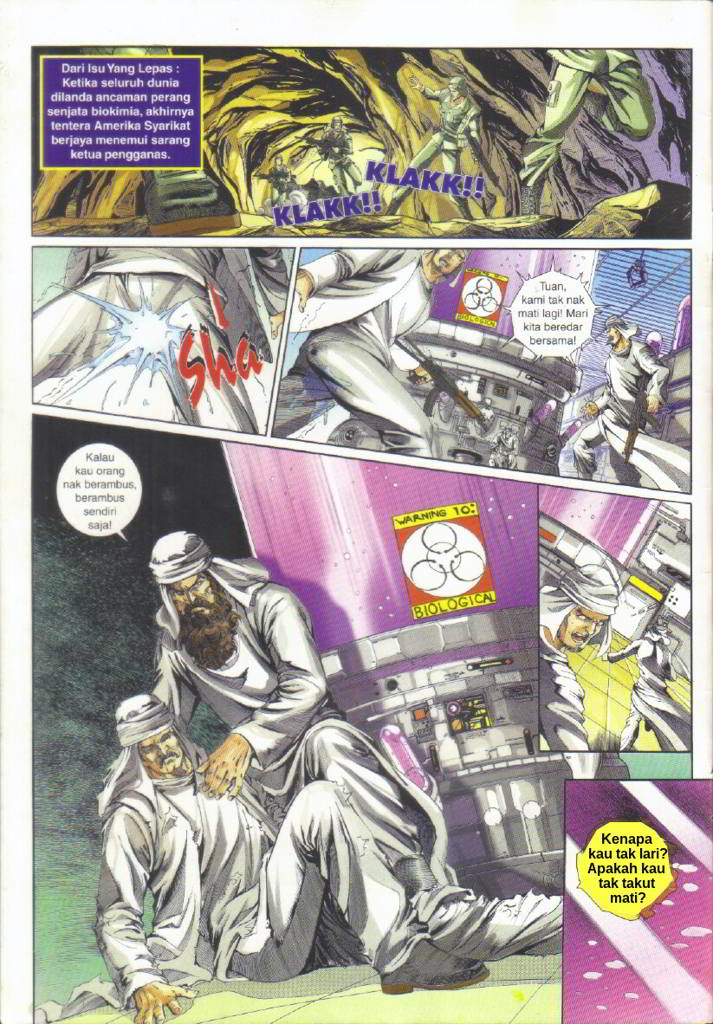 Dari Isu Yang Lepas :
Ketika seluruh dunia
dilanda ancaman perang
senjata biokimia, akhirnya
tentera Amerika Syarikat
berjaya menemui sarang
ketua pengganas.
KLAKK!!
KLAKK!!
Sha
Tuan,
kami tak nak
mati lagi! Mari
kita beredar
bersama!
BIOLOGICAL
Kalau
kau orang
nak berambus,
berambus
sendiri
saja!
WARNING 10:
BIOLOGICAL
Kenapa
kau tak lari?
Apakah kau
tak takut
mati?